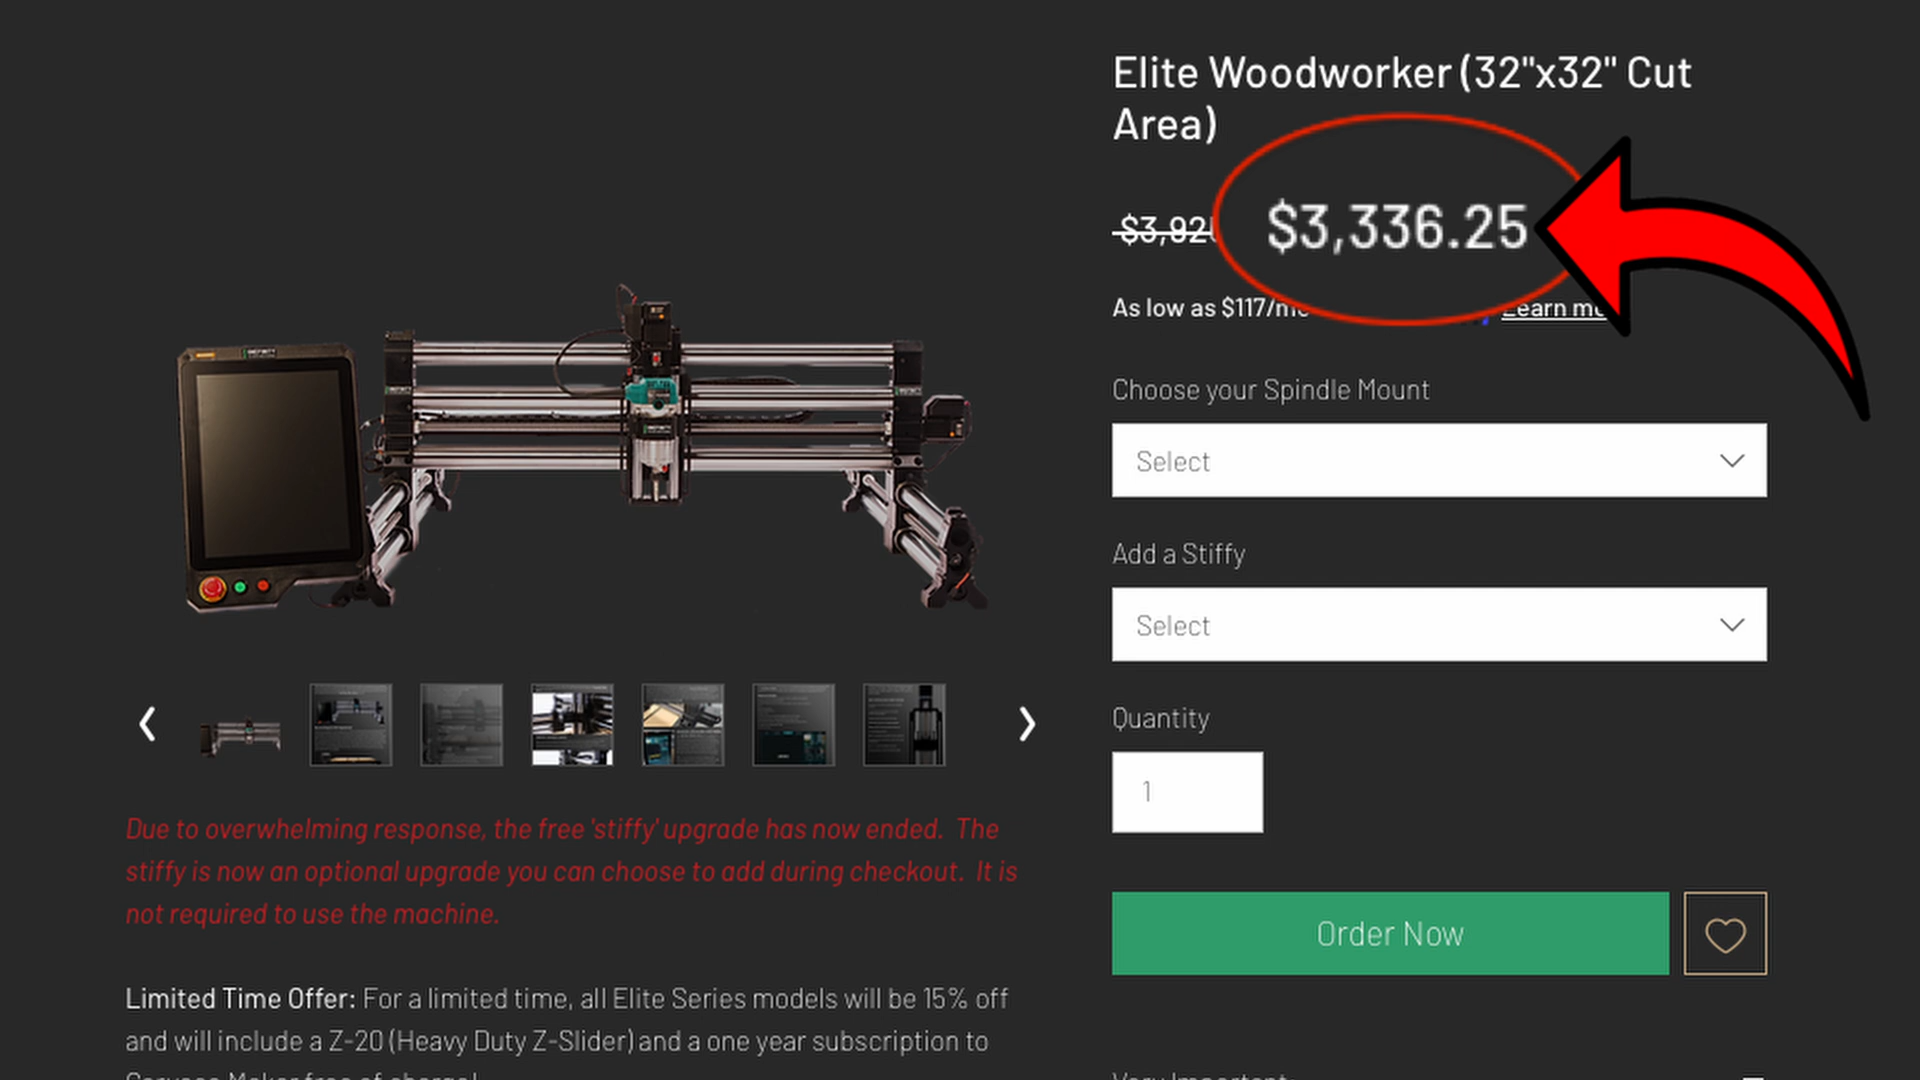 Elite Woodworker (32"x32" Cut
Area)
$3,336.25
As low as $117/mo
Learn
Choose your Spindle Mount
Select
Add a Stiffy
Select
Quantity
1
Order Now
Due to overwhelming response, the free 'stiffy' upgrade has now ended. The
stiffy is now an optional upgrade you can choose to add during checkout. It is
not required to use the machine.
Limited Time Offer: For a limited time, all Elite Series models will be 15% off
and will include a Z-20 (Heavy Duty Z-Slider) and a one year subscription to